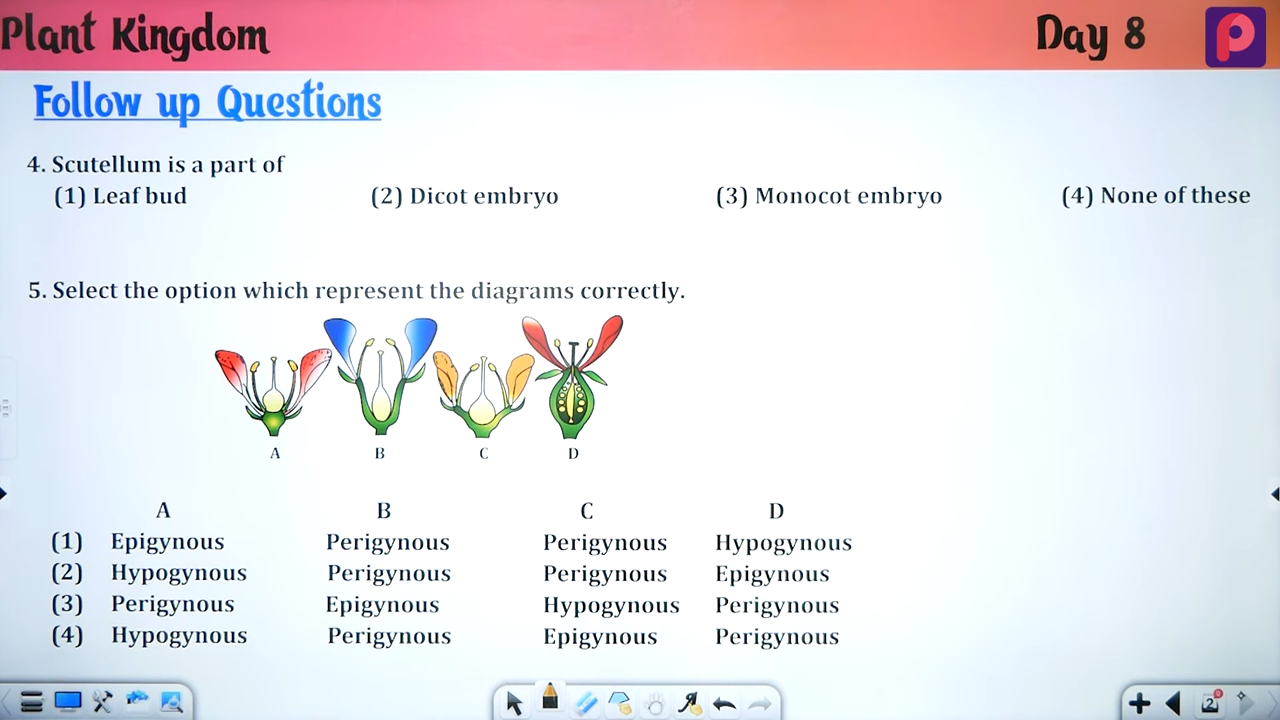 Plant Kingdom Day 8
Follow up Questions
4. Scutellum is a part of
(1) Leaf bud (2) Dicot embryo (3) Monocot embryo (4) None of these
5. Select the option which represent the diagrams correctly.
A B C D
A B C D
(1) Epigynous Perigynous Perigynous Hypogynous
(2) Hypogynous Perigynous Perigynous Epigynous
(3) Perigynous Epigynous Hypogynous Perigynous
(4) Hypogynous Perigynous Epigynous Perigynous
2